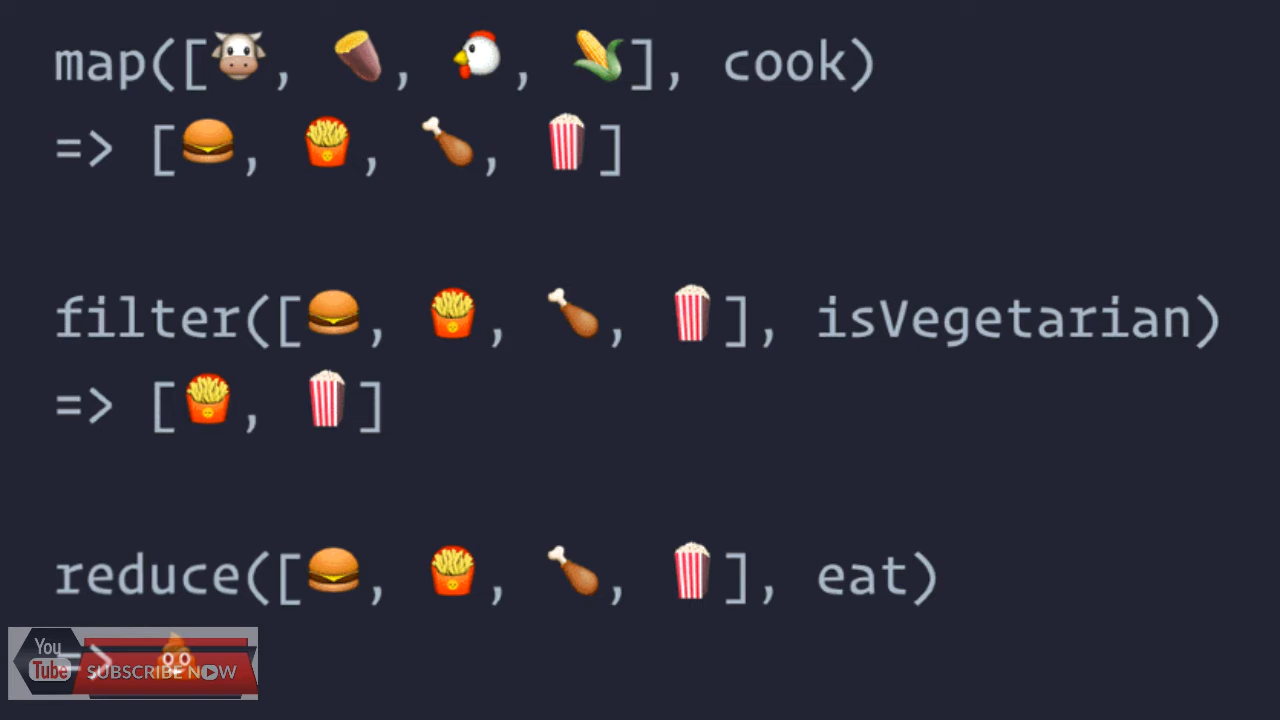 map([🐮, 🍠, 🐔, 🌽], cook)
=> [🍔, 🍟, 🍗, 🍿]
filter([🍔, 🍟, 🍗, 🍿], isVegetarian)
=> [🍟, 🍿]
reduce([🍔, 🍟, 🍗, 🍿], eat)
=> 💩
You
Tube SUBSCRIBE NOW